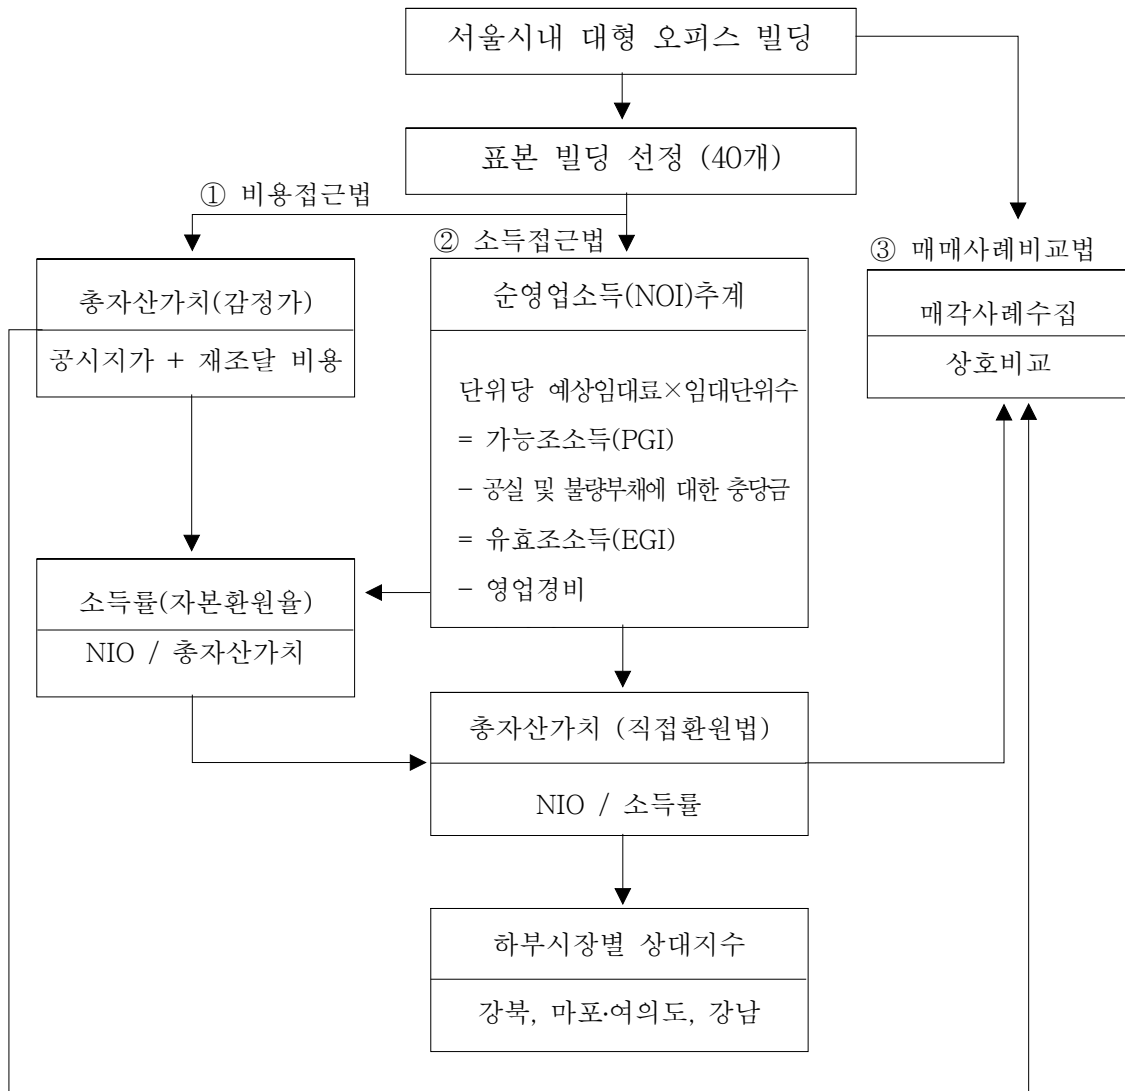 서울시내 대형 오피스 빌딩
표본 빌딩 선정 (40개)
① 비용접근법
② 소득접근법
③ 매매사례비교법
총자산가치(감정가)
공시지가 + 재조달 비용
순영업소득(NOI)추계
단위당 예상임대료×임대단위수
= 가능조소득(PGI)
- 공실 및 불량부채에 대한 충당금
= 유효조소득(EGI)
- 영업경비
매각사례수집
상호비교
소득률(자본환원율)
NIO / 총자산가치
총자산가치 (직접환원법)
NIO / 소득률
하부시장별 상대지수
강북, 마포·여의도, 강남